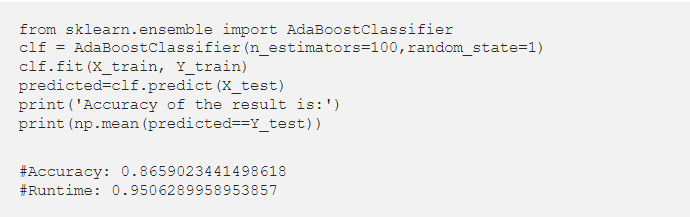 from sklearn.ensemble import AdaBoostClassifier
clf = AdaBoostClassifier(n_estimators=100,random_state=1)
clf.fit(X_train, Y_train)
predicted=clf.predict(X_test)
print('Accuracy of the result is:')
print(np.mean(predicted==Y_test))
#Accuracy: 0.8659023441498618
#Runtime: 0.9506289958953857